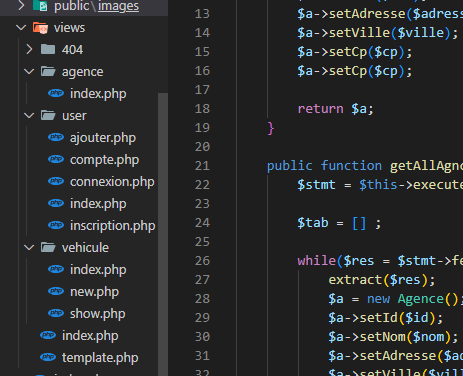 public\images
views
404
agence
index.php
user
ajouter.php
compte.php
connexion.php
index.php
inscription.php
vehicule
index.php
new.php
show.php
index.php
template.php
13 $a->setAdresse($adress
14 $a->setVille($ville);
15 $a->setCp($cp);
16 $a->setCp($cp);
17
18 return $a;
19 }
20
21 public function getAllAgn
22 $stmt = $this->execute
23
24 $tab = [] ;
25
26 while($res = $stmt->fe
27 extract($res);
28 $a = new Agence();
29 $a->setId($id);
30 $a->setNom($nom);
31 $a->setAdresse($ad
32 $a->setVille($vill